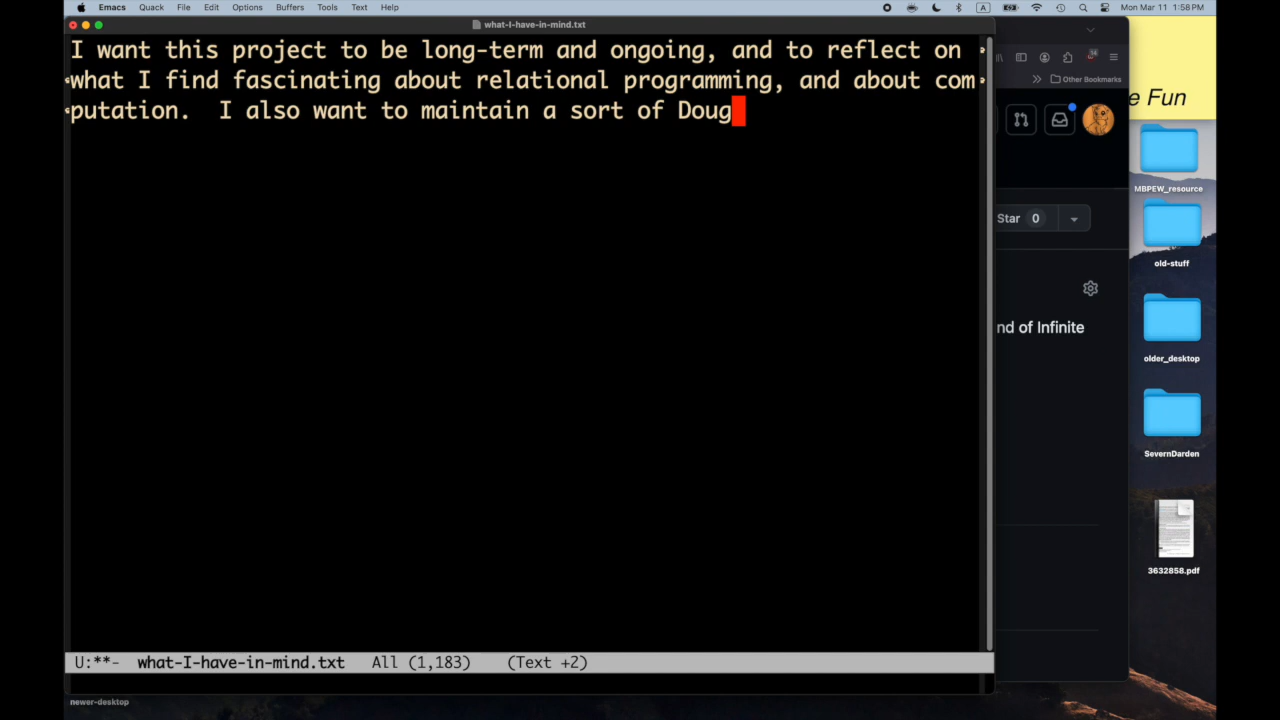 Emacs Quack File Edit Options Buffers Tools Text Help
A
Mon Mar 11 1:58 PM
what-I-have-in-mind.txt
I want this project to be long-term and ongoing, and to reflect on
what I find fascinating about relational programming, and about com
putation.  I also want to maintain a sort of Doug
Other Bookmarks
e Fun
MBPEW_resource
Star 0
old-stuff
nd of Infinite
older_desktop
SevernDarden
3632858.pdf
U:**- what-I-have-in-mind.txt All (1,183) (Text +2)
newer-desktop